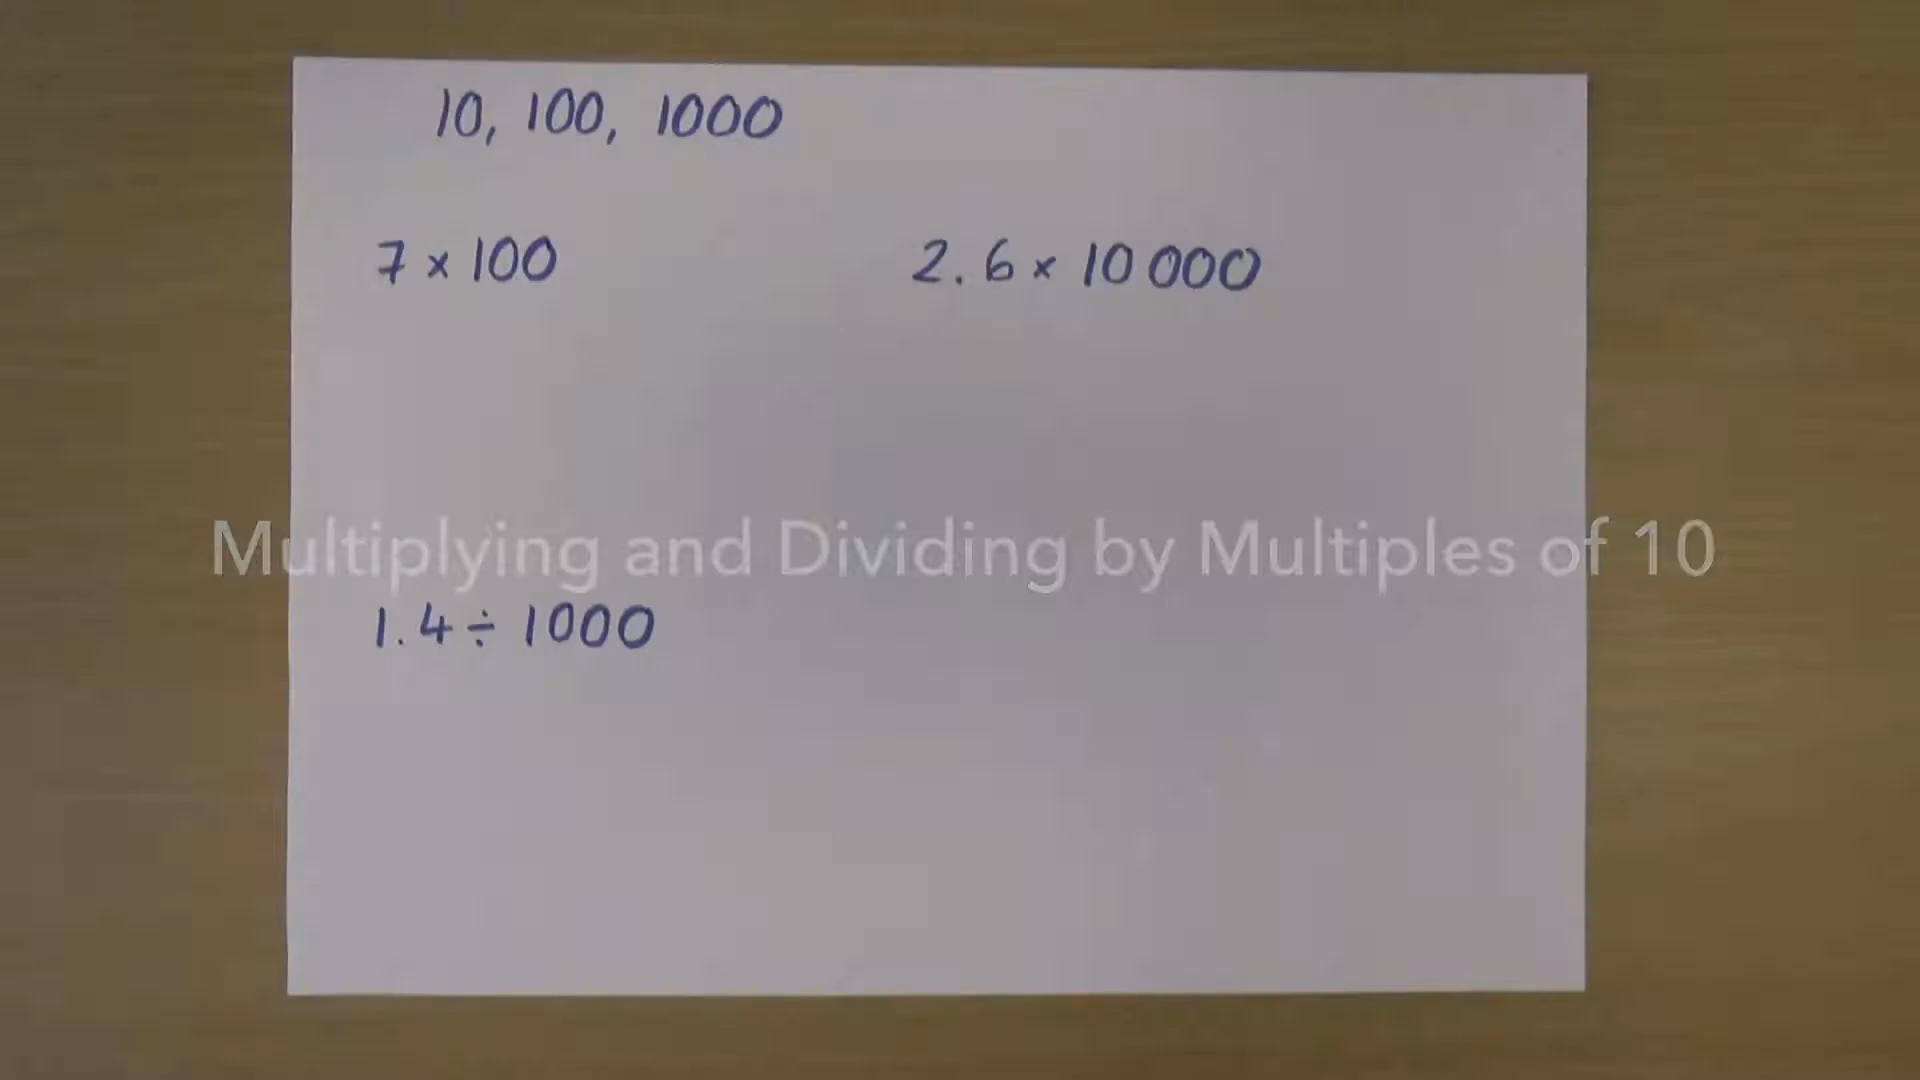 10, 100, 1000
7 × 100
2.6 × 10 000
Multiplying and Dividing by Multiples of 10
1.4 ÷ 1000